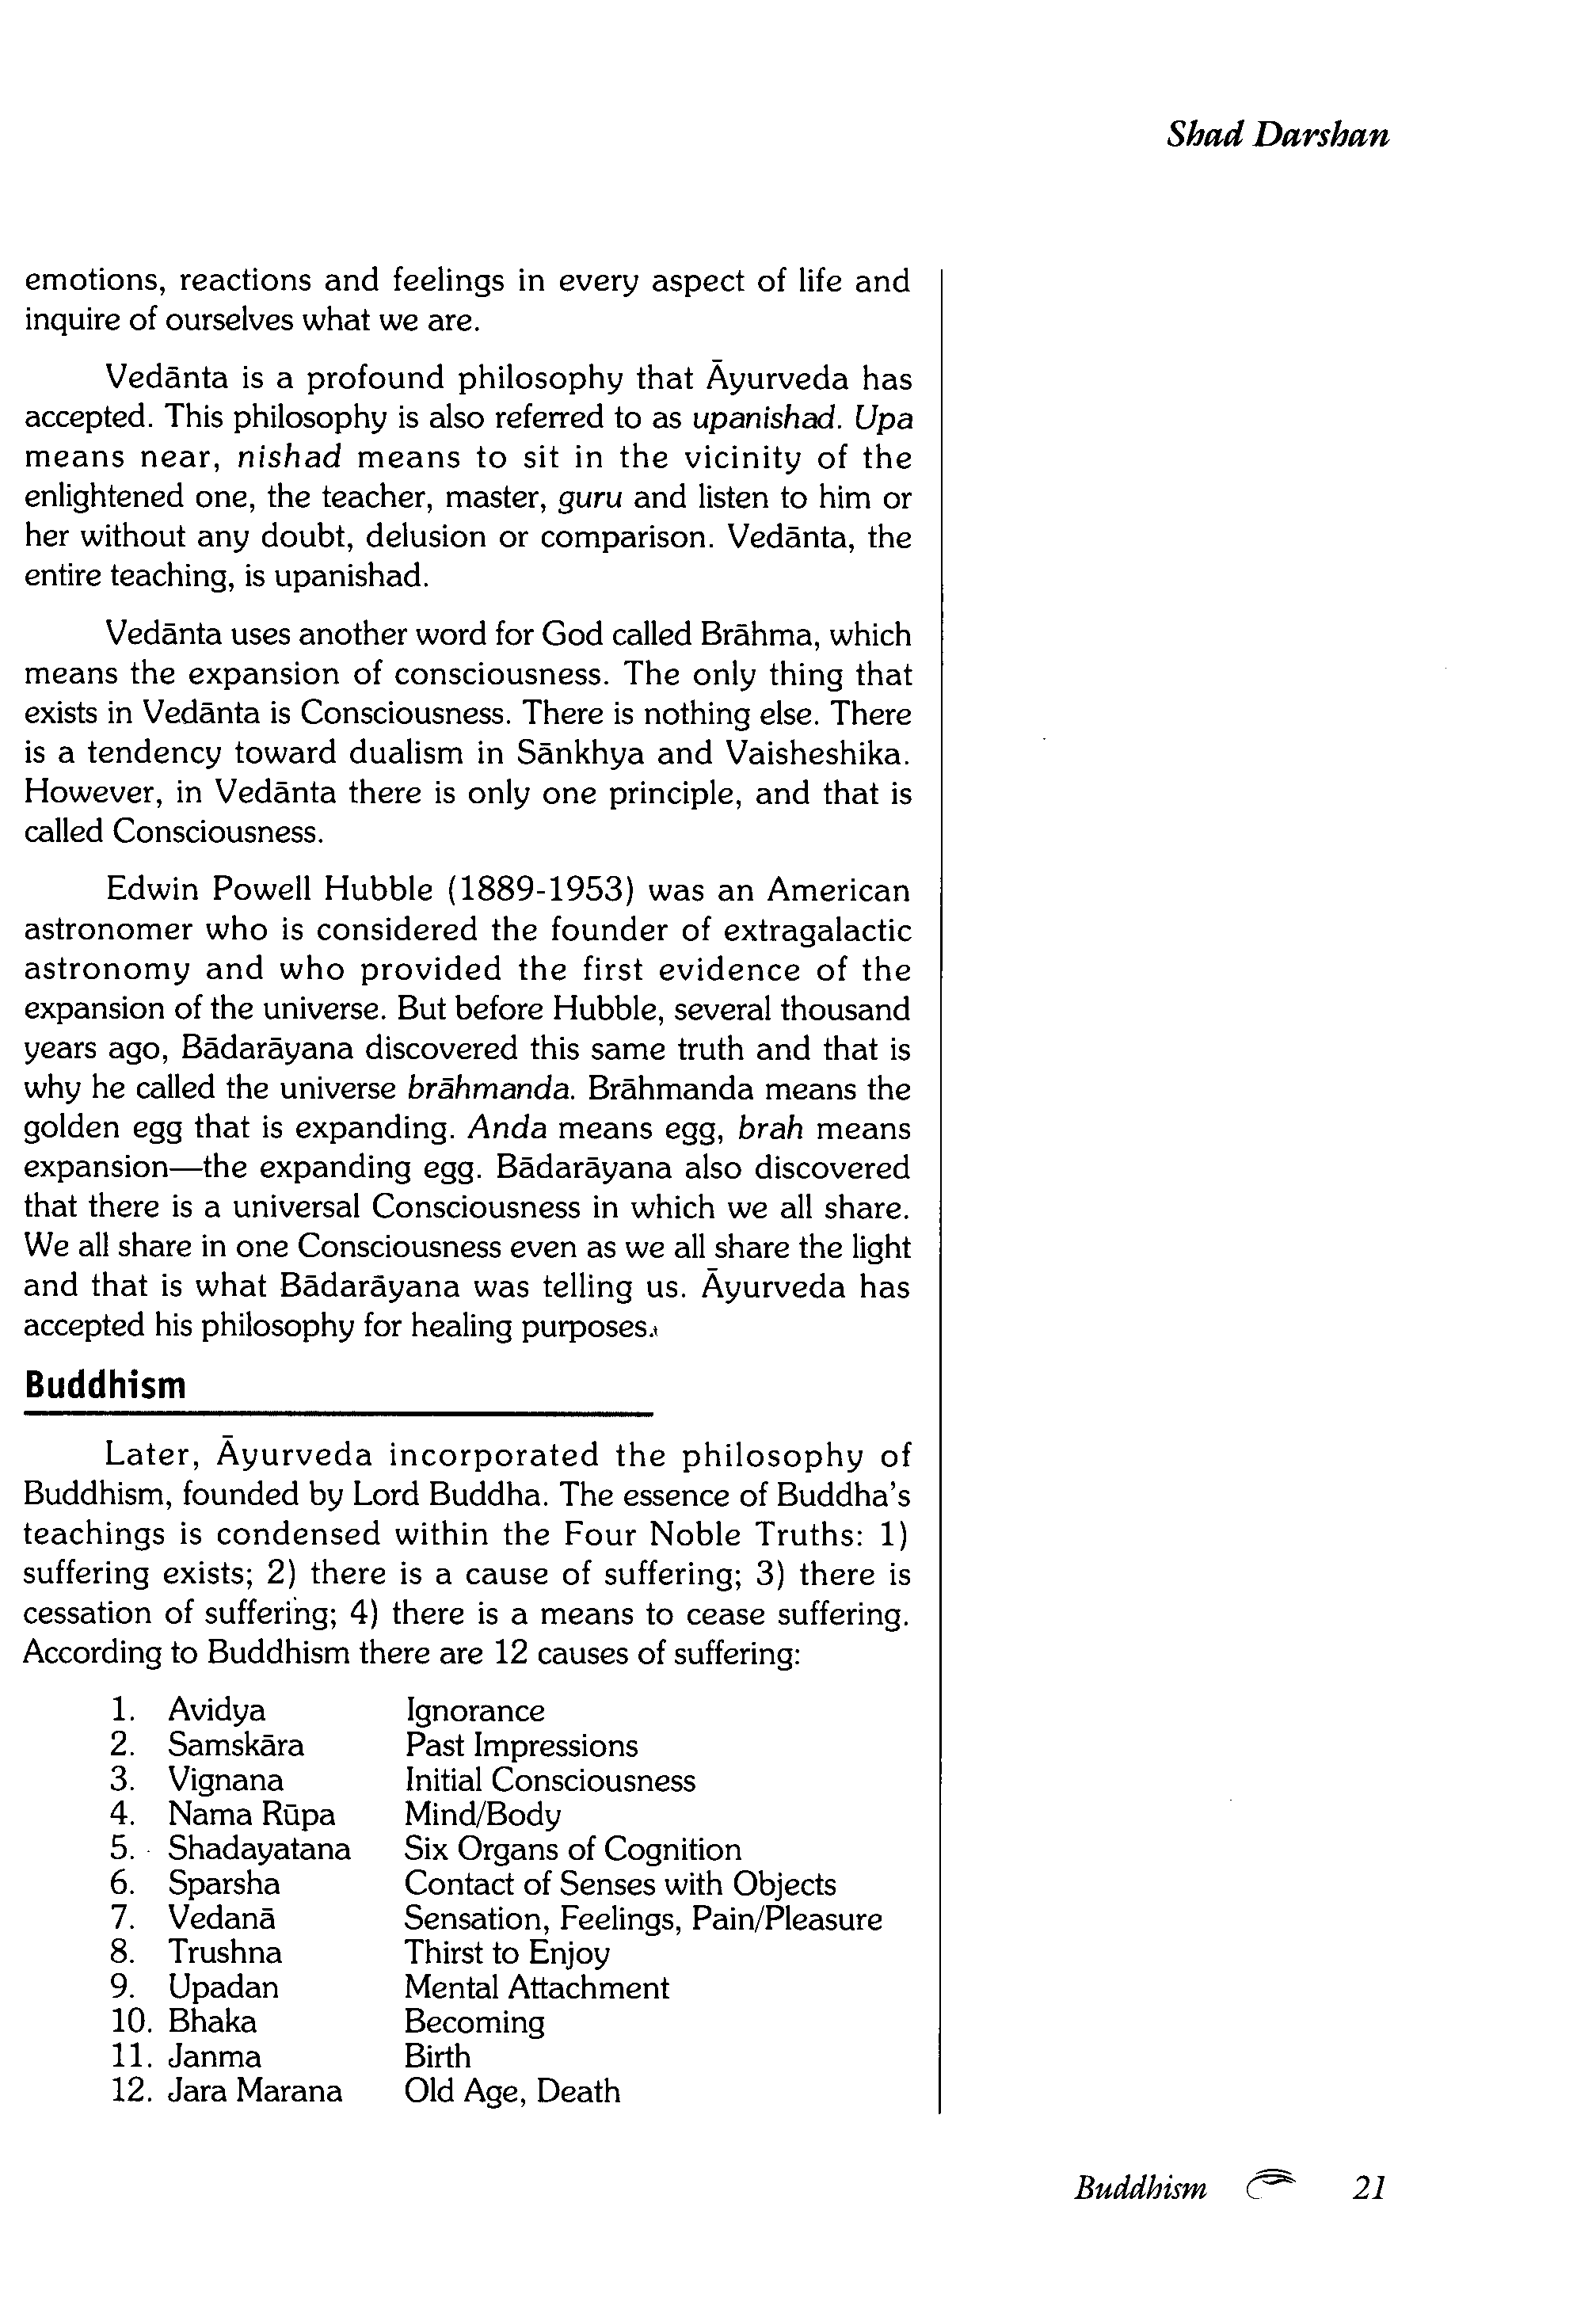 Shad Darshan
emotions, reactions and feelings in every aspect of life and
inquire of ourselves what we are.
Vedānta is a profound philosophy that Āyurveda has
accepted. This philosophy is also referred to as upanishad. Upa
means near, nishad means to sit in the vicinity of the
enlightened one, the teacher, master, guru and listen to him or
her without any doubt, delusion or comparison. Vedānta, the
entire teaching, is upanishad.
Vedānta uses another word for God called Brāhma, which
means the expansion of consciousness. The only thing that
exists in Vedānta is Consciousness. There is nothing else. There
is a tendency toward dualism in Sānkhya and Vaisheshika.
However, in Vedānta there is only one principle, and that is
called Consciousness.
Edwin Powell Hubble (1889-1953) was an American
astronomer who is considered the founder of extragalactic
astronomy and who provided the first evidence of the
expansion of the universe. But before Hubble, several thousand
years ago, Bādarāyana discovered this same truth and that is
why he called the universe brāhmanda. Brāhmanda means the
golden egg that is expanding. Anda means egg, brah means
expansion—the expanding egg. Bādarāyana also discovered
that there is a universal Consciousness in which we all share.
We all share in one Consciousness even as we all share the light
and that is what Bādarāyana was telling us. Āyurveda has
accepted his philosophy for healing purposes.
Buddhism
Later, Āyurveda incorporated the philosophy of
Buddhism, founded by Lord Buddha. The essence of Buddha's
teachings is condensed within the Four Noble Truths: 1)
suffering exists; 2) there is a cause of suffering; 3) there is
cessation of suffering; 4) there is a means to cease suffering.
According to Buddhism there are 12 causes of suffering:
1. Avidya Ignorance
2. Samskāra Past Impressions
3. Vignana Initial Consciousness
4. Nama Rūpa Mind/Body
5. Shadayatana Six Organs of Cognition
6. Sparsha Contact of Senses with Objects
7. Vedanā Sensation, Feelings, Pain/Pleasure
8. Trushna Thirst to Enjoy
9. Upadan Mental Attachment
10. Bhaka Becoming
11. Janma Birth
12. Jara Marana Old Age, Death
Buddhism 21